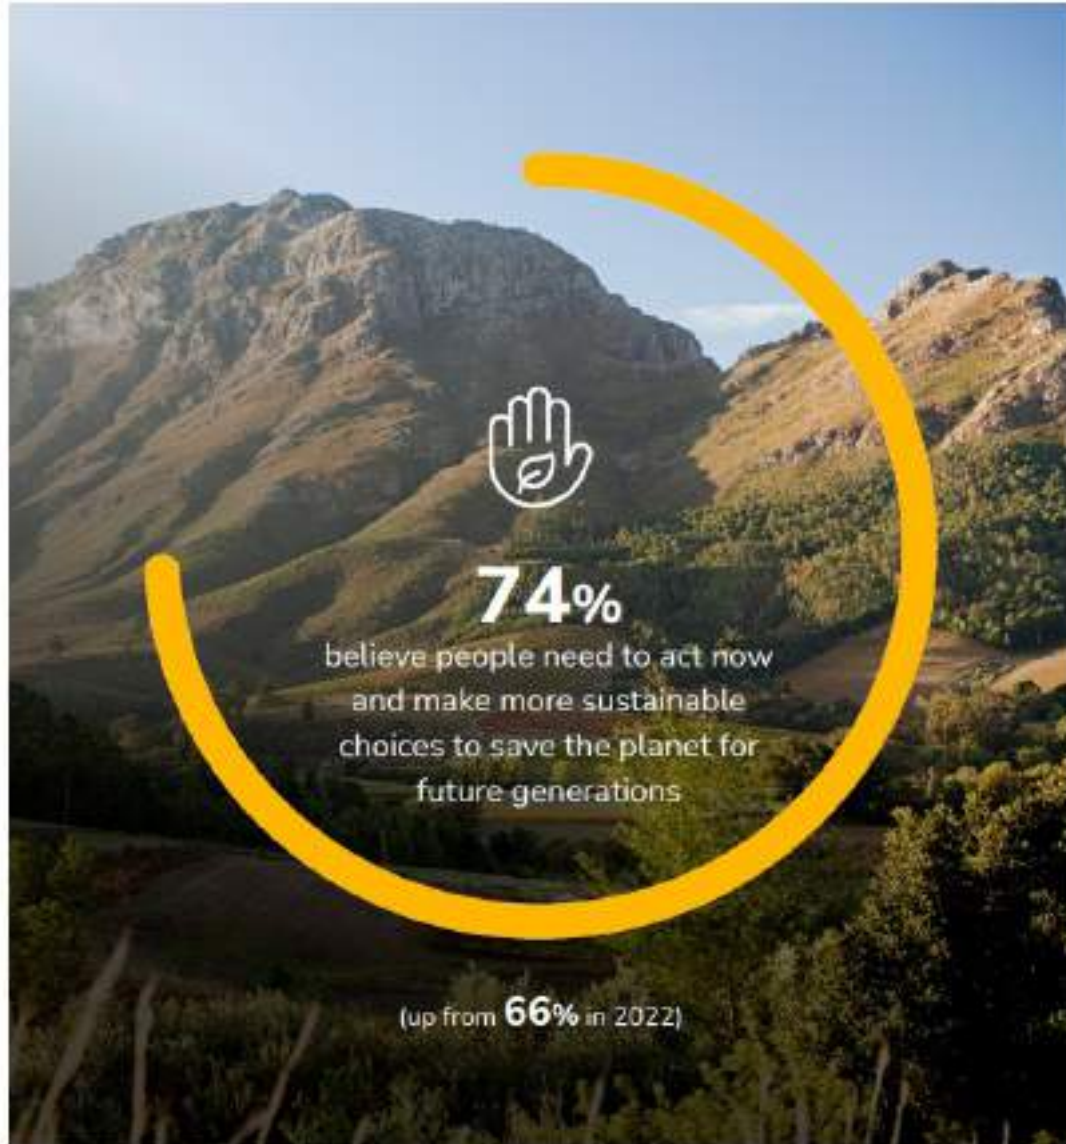 74%
believe people need to act now
and make more sustainable
choices to save the planet for
future generations
(up from 66% in 2022)